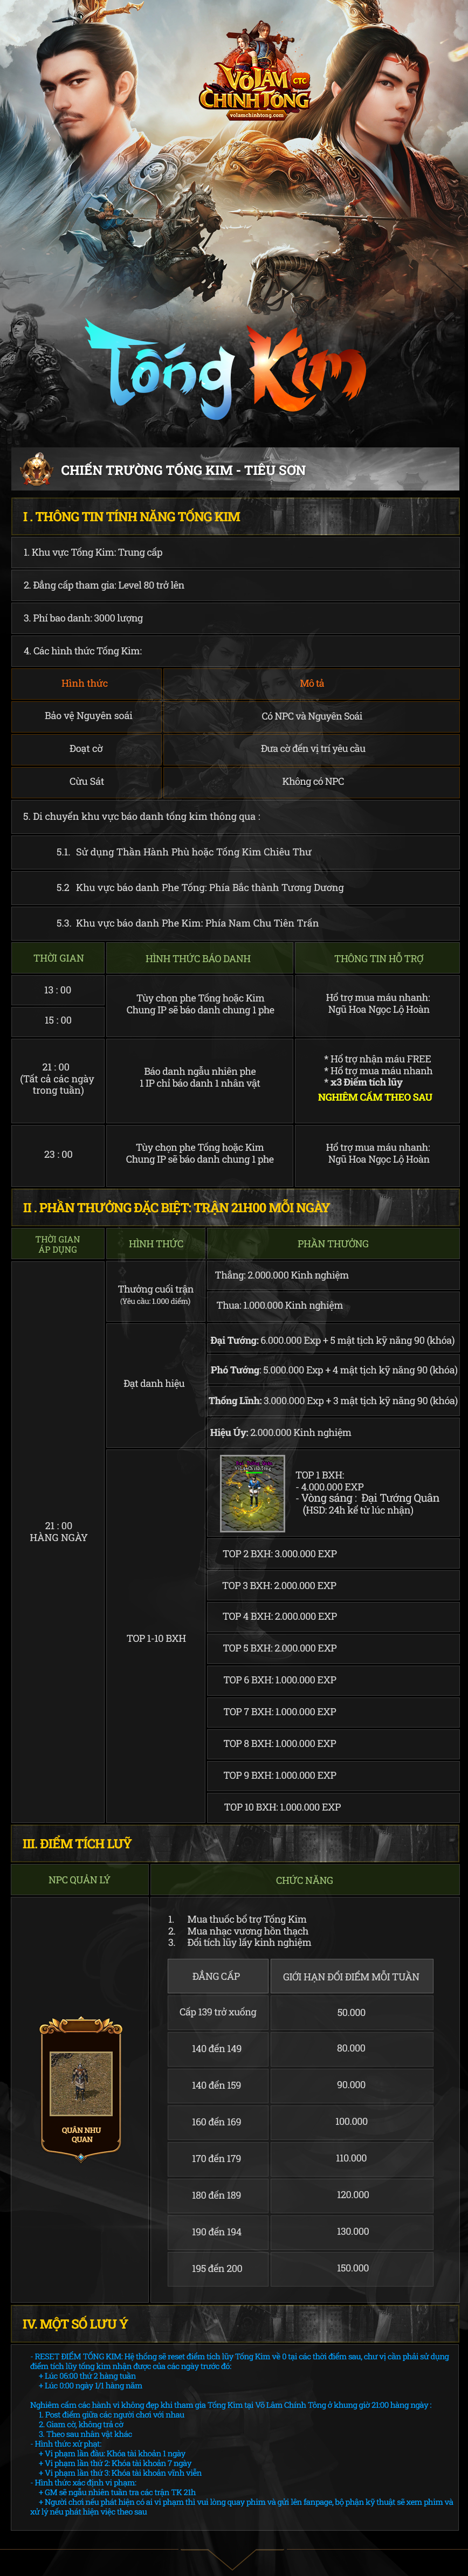 VÕ LÂM
CTC
CHÍNH TÔNG
volamchinhtong.com
Tống Kim
CHIẾN TRƯỜNG TỐNG KIM - TIÊU SƠN
I . THÔNG TIN TÍNH NĂNG TỐNG KIM
1. Khu vực Tống Kim: Trung cấp
2. Đẳng cấp tham gia: Level 80 trở lên
3. Phí bao danh: 3000 lượng
4. Các hình thức Tống Kim:
Hình thức
Mô tả
Bảo vệ Nguyên soái
Có NPC và Nguyên Soái
Đoạt cờ
Đưa cờ đến vị trí yêu cầu
Cừu Sát
Không có NPC
5. Di chuyển khu vực báo danh tống kim thông qua :
5.1. Sử dụng Thần Hành Phù hoặc Tống Kim Chiêu Thư
5.2 Khu vực báo danh Phe Tống: Phía Bắc thành Tương Dương
5.3. Khu vực báo danh Phe Kim: Phía Nam Chu Tiên Trấn
THỜI GIAN
HÌNH THỨC BÁO DANH
THÔNG TIN HỖ TRỢ
13 : 00
15 : 00
Tùy chọn phe Tống hoặc Kim
Chung IP sẽ báo danh chung 1 phe
Hổ trợ mua máu nhanh:
Ngũ Hoa Ngọc Lộ Hoàn
21 : 00
(Tất cả các ngày
trong tuần)
Báo danh ngẫu nhiên phe
1 IP chỉ báo danh 1 nhân vật
* Hổ trợ nhận máu FREE
* Hổ trợ mua máu nhanh
* x3 Điểm tích lũy
NGHIÊM CẤM THEO SAU
23 : 00
Tùy chọn phe Tống hoặc Kim
Chung IP sẽ báo danh chung 1 phe
Hổ trợ mua máu nhanh:
Ngũ Hoa Ngọc Lộ Hoàn
II . PHẦN THƯỞNG ĐẶC BIỆT: TRẬN 21H00 MỖI NGÀY
THỜI GIAN
ÁP DỤNG
HÌNH THỨC
PHẦN THƯỞNG
Thưởng cuối trận
(Yêu cầu: 1.000 điểm)
Thắng: 2.000.000 Kinh nghiệm
Thua: 1.000.000 Kinh nghiệm
Đạt danh hiệu
Đại Tướng: 6.000.000 Exp + 5 mật tịch kỹ năng 90 (khóa)
Phó Tướng: 5.000.000 Exp + 4 mật tịch kỹ năng 90 (khóa)
Thống Lĩnh: 3.000.000 Exp + 3 mật tịch kỹ năng 90 (khóa)
Hiệu Úy: 2.000.000 Kinh nghiệm
21 : 00
HÀNG NGÀY
TOP 1-10 BXH
TOP 1 BXH:
- 4.000.000 EXP
- Vòng sáng : Đại Tướng Quân
(HSD: 24h kể từ lúc nhận)
TOP 2 BXH: 3.000.000 EXP
TOP 3 BXH: 2.000.000 EXP
TOP 4 BXH: 2.000.000 EXP
TOP 5 BXH: 2.000.000 EXP
TOP 6 BXH: 1.000.000 EXP
TOP 7 BXH: 1.000.000 EXP
TOP 8 BXH: 1.000.000 EXP
TOP 9 BXH: 1.000.000 EXP
TOP 10 BXH: 1.000.000 EXP
III. ĐIỂM TÍCH LUỸ
NPC QUẢN LÝ
CHỨC NĂNG
1. Mua thuốc bổ trợ Tống Kim
2. Mua nhạc vương hồn thạch
3. Đổi tích lũy lấy kinh nghiệm
ĐẲNG CẤP
GIỚI HẠN ĐỔI ĐIỂM MỖI TUẦN
Cấp 139 trở xuống
50.000
140 đến 149
80.000
140 đến 159
90.000
160 đến 169
100.000
170 đến 179
110.000
180 đến 189
120.000
190 đến 194
130.000
195 đến 200
150.000
QUÂN NHU
QUAN
IV. MỘT SỐ LƯU Ý
- RESET ĐIỂM TỐNG KIM: Hệ thống sẽ reset điểm tích lũy Tống Kim về 0 tại các thời điểm sau, chư vị cần phải sử dụng
điểm tích lũy tống kim nhận được của các ngày trước đó:
+ Lúc 06:00 thứ 2 hàng tuần
+ Lúc 0:00 ngày 1/1 hằng năm
Nghiêm cấm các hành vi không đẹp khi tham gia Tống Kim tại Võ Lâm Chính Tông ở khung giờ 21:00 hàng ngày :
1. Post điểm giữa các người chơi với nhau
2. Giam cờ, không trả cờ
3. Theo sau nhân vật khác
- Hình thức xử phạt:
+ Vi phạm lần đầu: Khóa tài khoản 1 ngày
+ Vi phạm lần thứ 2: Khóa tài khoản 7 ngày
+ Vi phạm lần thứ 3: Khóa tài khoản vĩnh viễn
- Hình thức xác định vi phạm:
+ GM sẽ ngẫu nhiên tuần tra các trận TK 21h
+ Người chơi nếu phát hiện có ai vi phạm thì vui lòng quay phim và gửi lên fanpage, bộ phận kỹ thuật sẽ xem phim và
xử lý nếu phát hiện việc theo sau